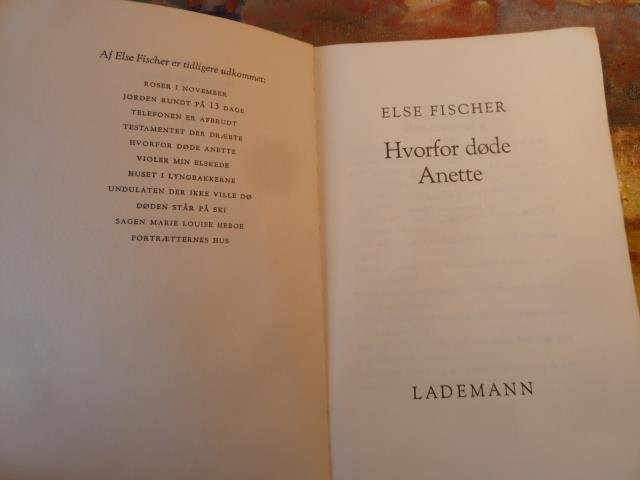 Af Else Fischer er tidligere udkommet:
ROSER I NOVEMBER
JORDEN RUNDT PÅ 13 DAGE
TELEFONEN ER AFBRUDT
TESTAMENTET DER DRÆBTE
HVORFOR DØDE ANETTE
VIOLER MIN ELSKEDE
HUSET I LYNGBAKKERNE
UNDULATEN DER IKKE VILLE DØ
DØDEN STÅR PÅ SKI
SAGEN MARIE LOUISE HEBOE
PORTRÆTTERNES HUS
ELSE FISCHER
Hvorfor døde
Anette
LADEMANN